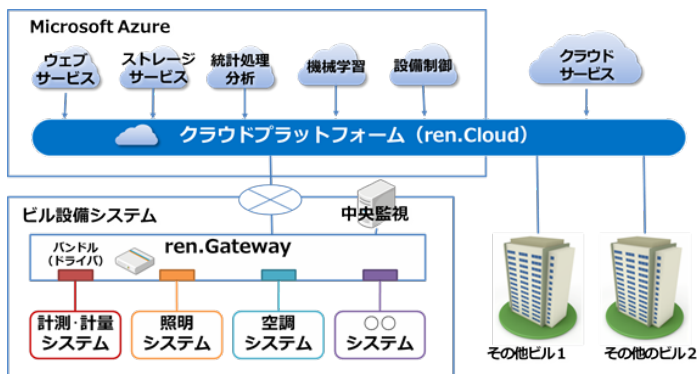 Microsoft Azure
ウェブ
サービス
ストレージ
サービス
統計処理
分析
機械学習
設備制御
クラウド
サービス
クラウドプラットフォーム（ren.Cloud）
ビル設備システム
中央監視
バンドル
（ドライバ）
ren.Gateway
計測・計量
システム
照明
システム
空調
システム
○○
システム
その他ビル１
その他のビル２